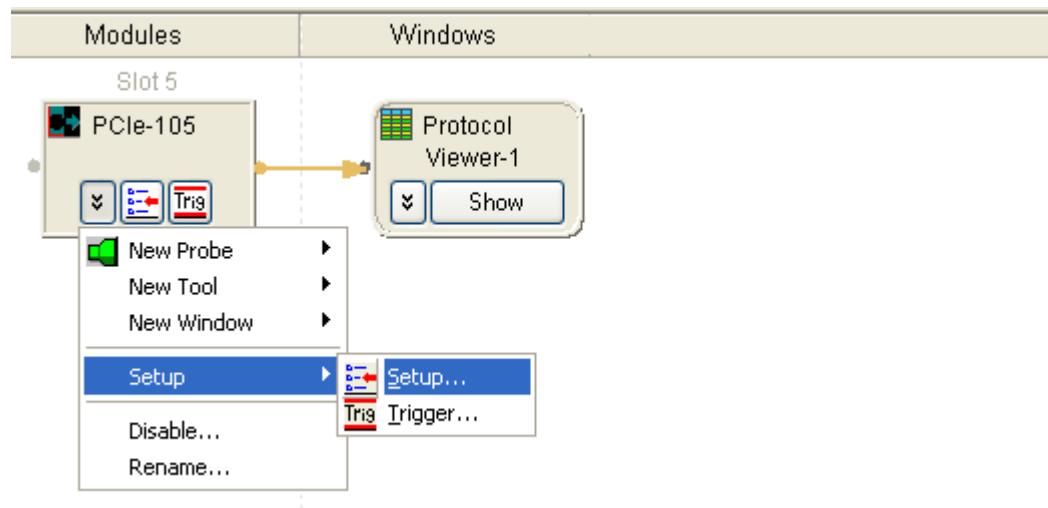 Modules Windows
Slot 5
PCIe-105
Protocol
Viewer-1
Trig
Show
New Probe
New Tool
New Window
Setup
Setup...
Trig Trigger...
Disable...
Rename...